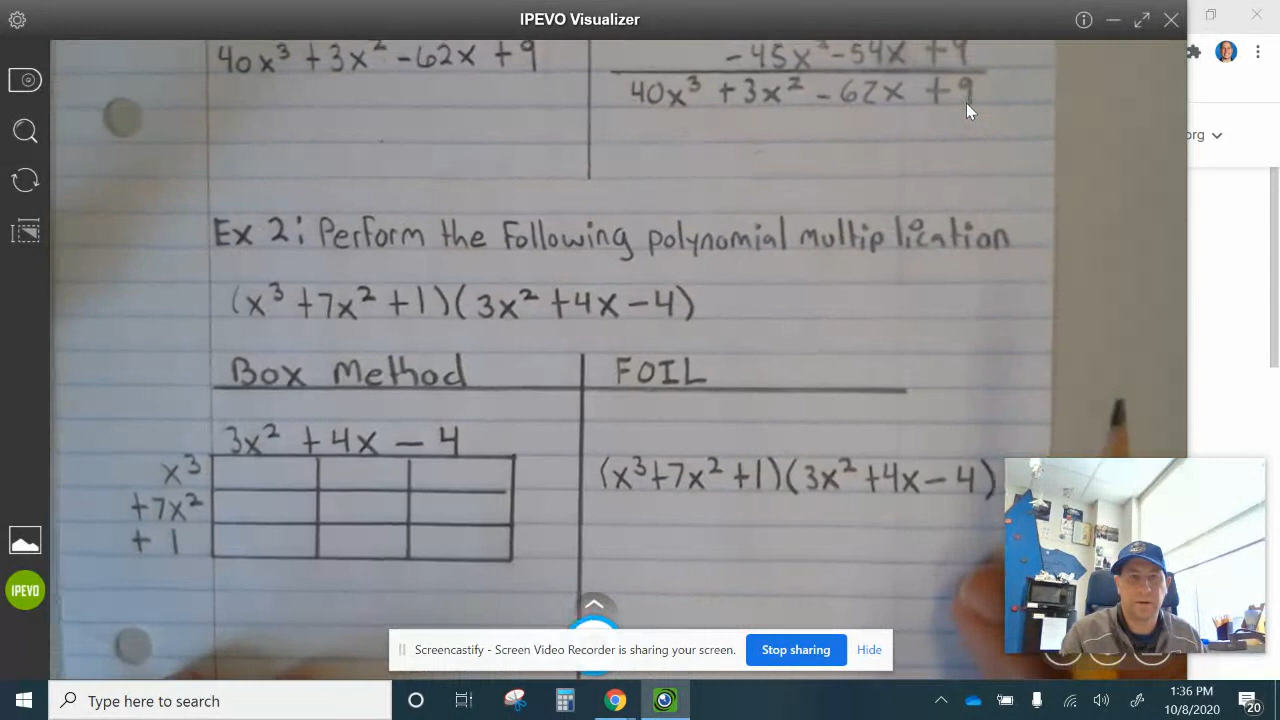 IPEVO Visualizer
40x³ + 3x² - 62x + 9
- 45x² - 54x + 9
40x³ + 3x² - 62x + 9
org
Ex 2: Perform the Following polynomial multiplication
(x³ + 7x² + 1)(3x² + 4x - 4)
Box Method
FOIL
3x² + 4x - 4
x³
+ 7x²
+ 1
(x³ + 7x² + 1)(3x² + 4x - 4)
IPEVO
Screencastify - Screen Video Recorder is sharing your screen.
Stop sharing
Hide
Type here to search
1:36 PM
10/8/2020
20